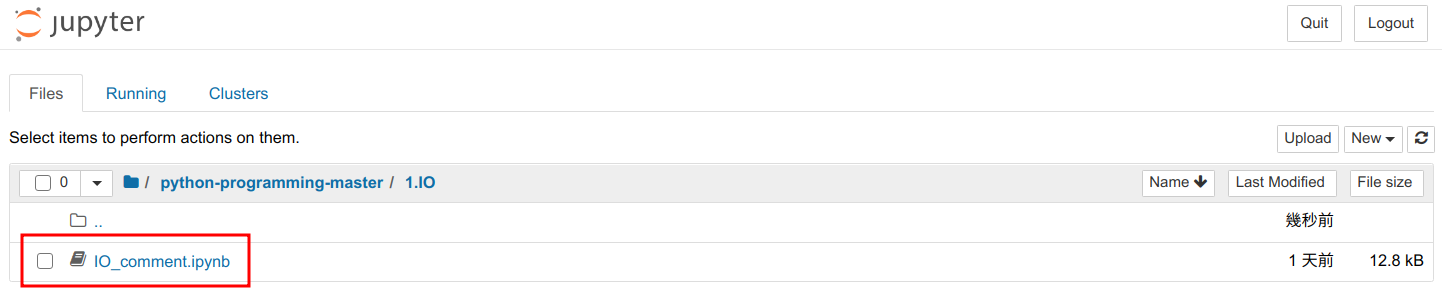 jupyter Quit Logout
Files Running Clusters
Select items to perform actions on them. Upload New
0 / python-programming-master / 1.IO Name Last Modified File size
.. 幾秒前
IO_comment.ipynb 1 天前 12.8 kB